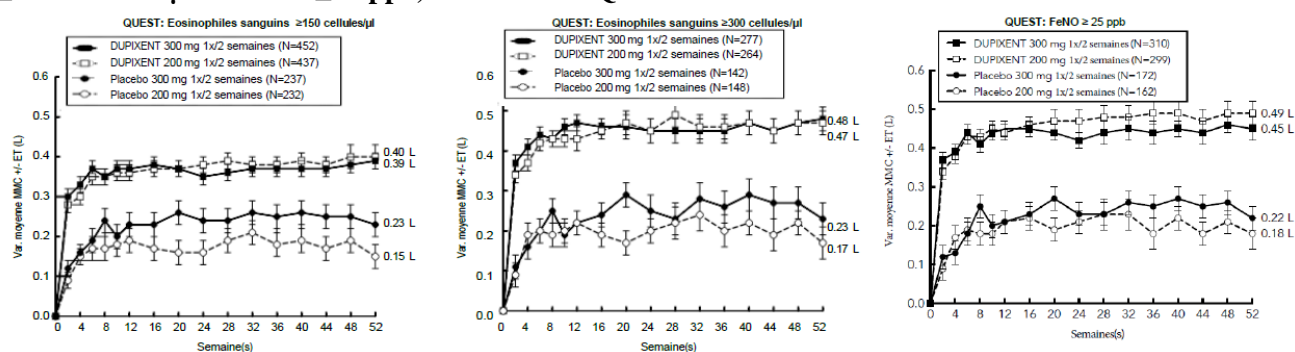 QUEST: Eosinophiles sanguins ≥150 cellules/µl
DUPIXENT 300 mg 1x/2 semaines (N=452)
DUPIXENT 200 mg 1x/2 semaines (N=437)
Placebo 300 mg 1x/2 semaines (N=237)
Placebo 200 mg 1x/2 semaines (N=232)
Var. moyenne MMC +/- ET (L)
0.6
0.5
0.4
0.3
0.2
0.1
0.0
0.40 L
0.39 L
0.23 L
0.15 L
0 4 8 12 16 20 24 28 32 36 40 44 48 52
Semaine(s)
QUEST: Eosinophiles sanguins ≥300 cellules/µl
DUPIXENT 300 mg 1x/2 semaines (N=277)
DUPIXENT 200 mg 1x/2 semaines (N=264)
Placebo 300 mg 1x/2 semaines (N=142)
Placebo 200 mg 1x/2 semaines (N=148)
Var. moyenne MMC +/- ET (L)
0.6
0.5
0.4
0.3
0.2
0.1
0.0
0.48 L
0.47 L
0.23 L
0.17 L
0 4 8 12 16 20 24 28 32 36 40 44 48 52
Semaine(s)
QUEST: FeNO ≥ 25 ppb
DUPIXENT 300 mg 1x/2 semaines (N=310)
DUPIXENT 200 mg 1x/2 semaines (N=299)
Placebo 300 mg 1x/2 semaines (N=172)
Placebo 200 mg 1x/2 semaines (N=162)
Var. moyenne MMC +/- ET (L)
0.6
0.5
0.4
0.3
0.2
0.1
0.0
0.49 L
0.45 L
0.22 L
0.18 L
0 4 8 12 16 20 24 28 32 36 40 44 48 52
Semaines(s)